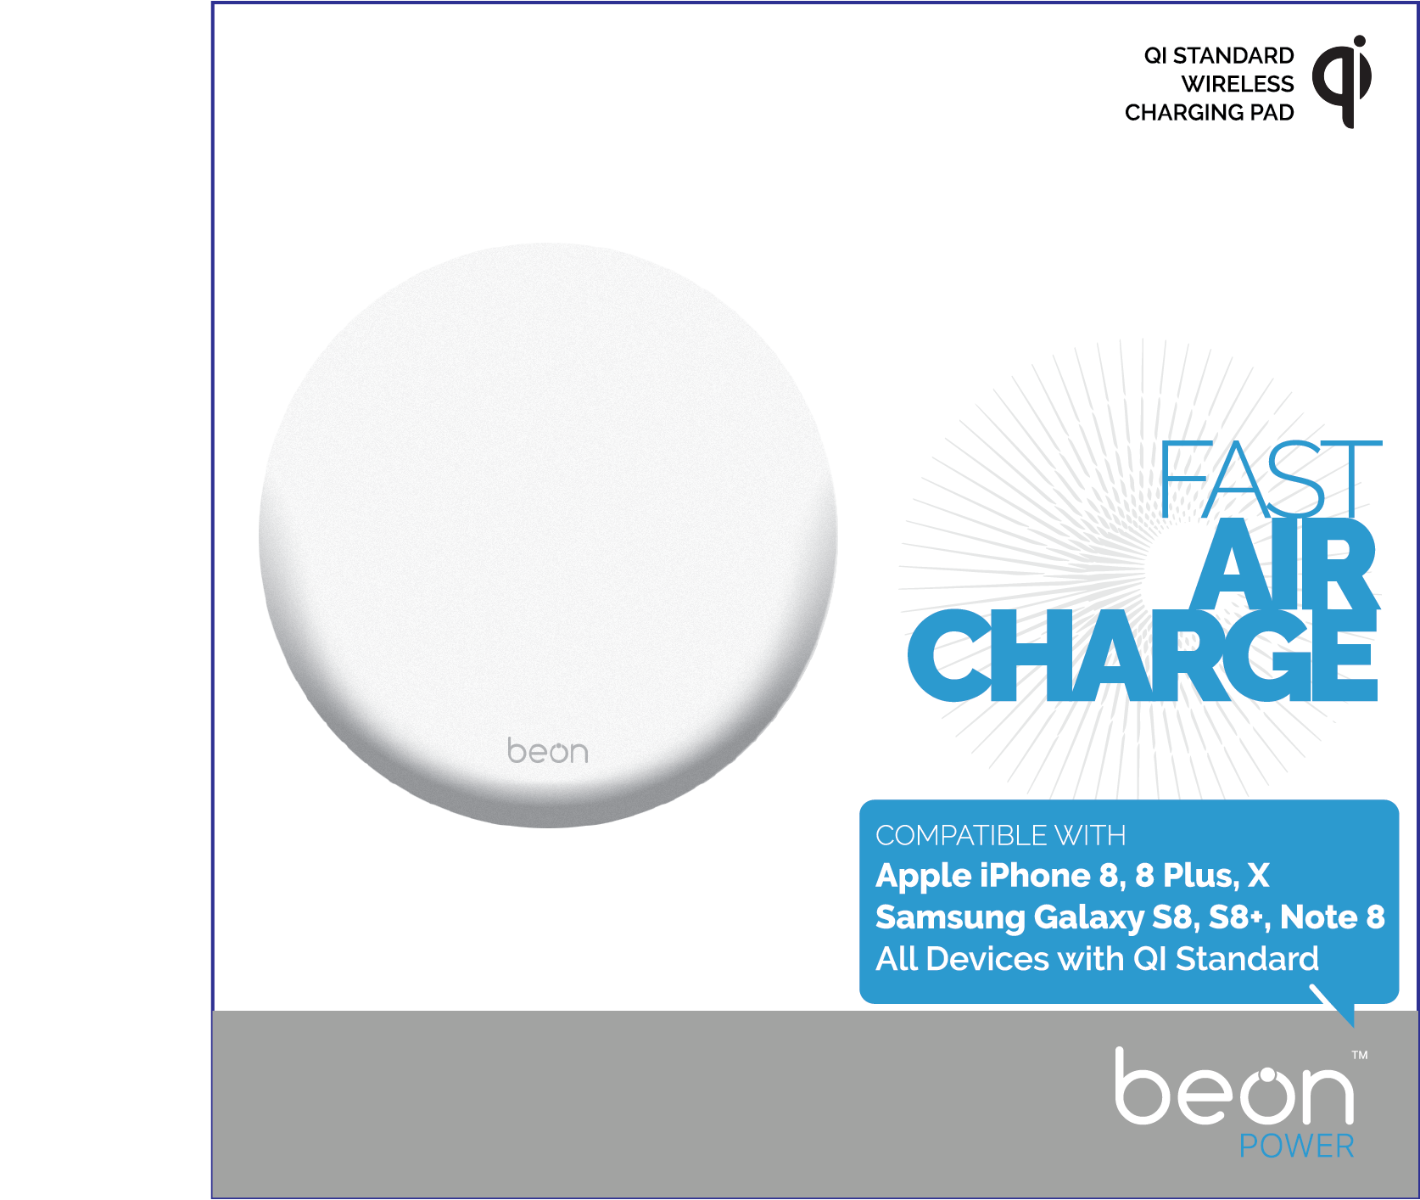 QI STANDARD
WIRELESS
CHARGING PAD
qi
FAST
AIR
CHARGE
beon
COMPATIBLE WITH
Apple iPhone 8, 8 Plus, X
Samsung Galaxy S8, S8+, Note 8
All Devices with QI Standard
beon™
POWER